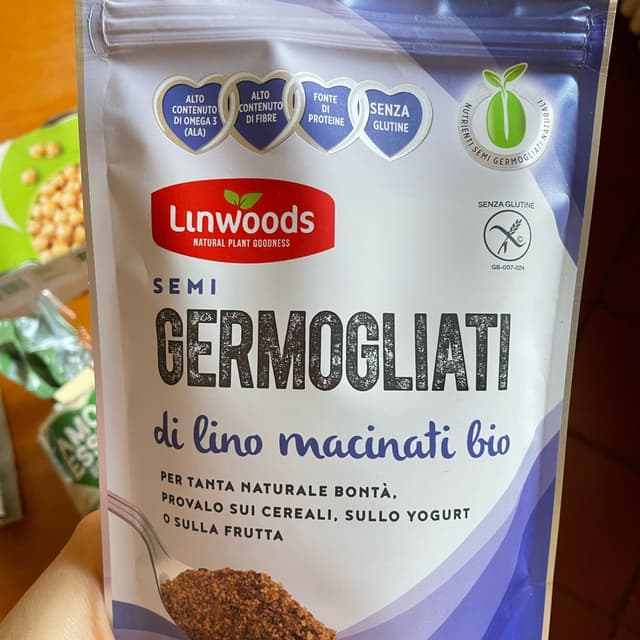 ALTO
CONTENUTO
DI OMEGA 3
(ALA)
ALTO
CONTENUTO
DI FIBRE
FONTE
DI
PROTEINE
SENZA
GLUTINE
NUTRIENTI SEMI GERMOGLIATI NATURALI
SENZA GLUTINE
GB-007-024
LINWOODS
NATURAL PLANT GOODNESS
SEMI
GERMOGLIATI
di lino macinati bio
PER TANTA NATURALE BONTÀ,
PROVALO SUI CEREALI, SULLO YOGURT
O SULLA FRUTTA